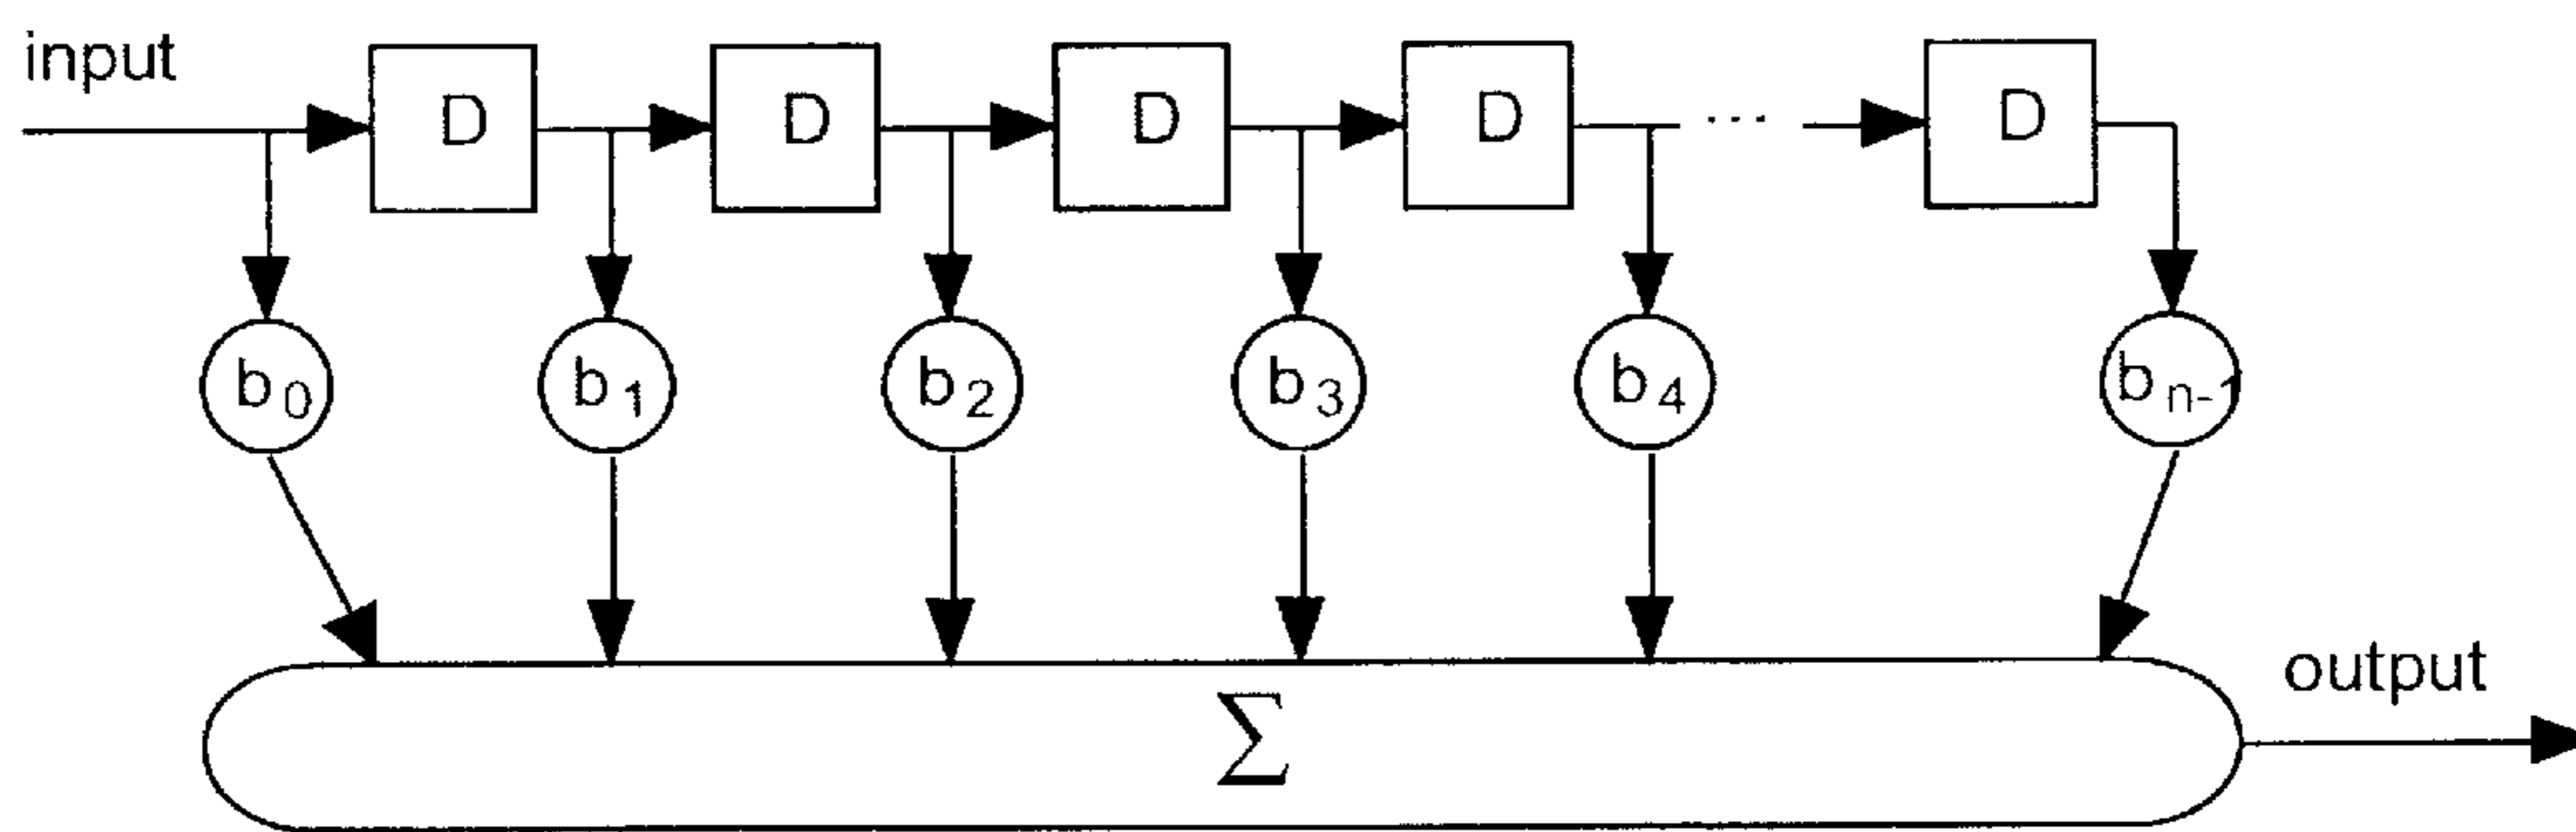 input
D D D D ... D
b0 b1 b2 b3 b4 bn-1
Σ
output